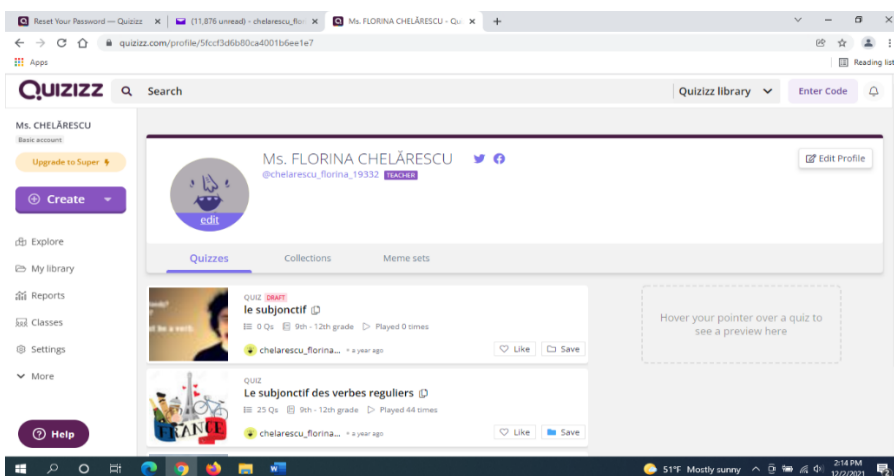 Reset Your Password — Quizizz
(11,876 unread) - chelarescu_flori
Ms. FLORINA CHELĂRESCU - Qu
quizizz.com/profile/5fccf3d6b80ca4001b6ee1e7
Apps
Reading list
QUIZIZZ
Search
Quizizz library
Enter Code
Ms. CHELĂRESCU
Basic account
Upgrade to Super
Create
Explore
My library
Reports
Classes
Settings
More
Help
Ms. FLORINA CHELĂRESCU
@chelarescu_florina_19332 TEACHER
Edit Profile
edit
Quizzes
Collections
Meme sets
QUIZ DRAFT
le subjonctif
0 Qs 9th - 12th grade Played 0 times
chelarescu_florina... • a year ago
Like
Save
QUIZ
Le subjonctif des verbes reguliers
25 Qs 9th - 12th grade Played 44 times
chelarescu_florina... • a year ago
Like
Save
FRANCE
Hover your pointer over a quiz to
see a preview here
51°F Mostly sunny
2:14 PM
12/2/2021